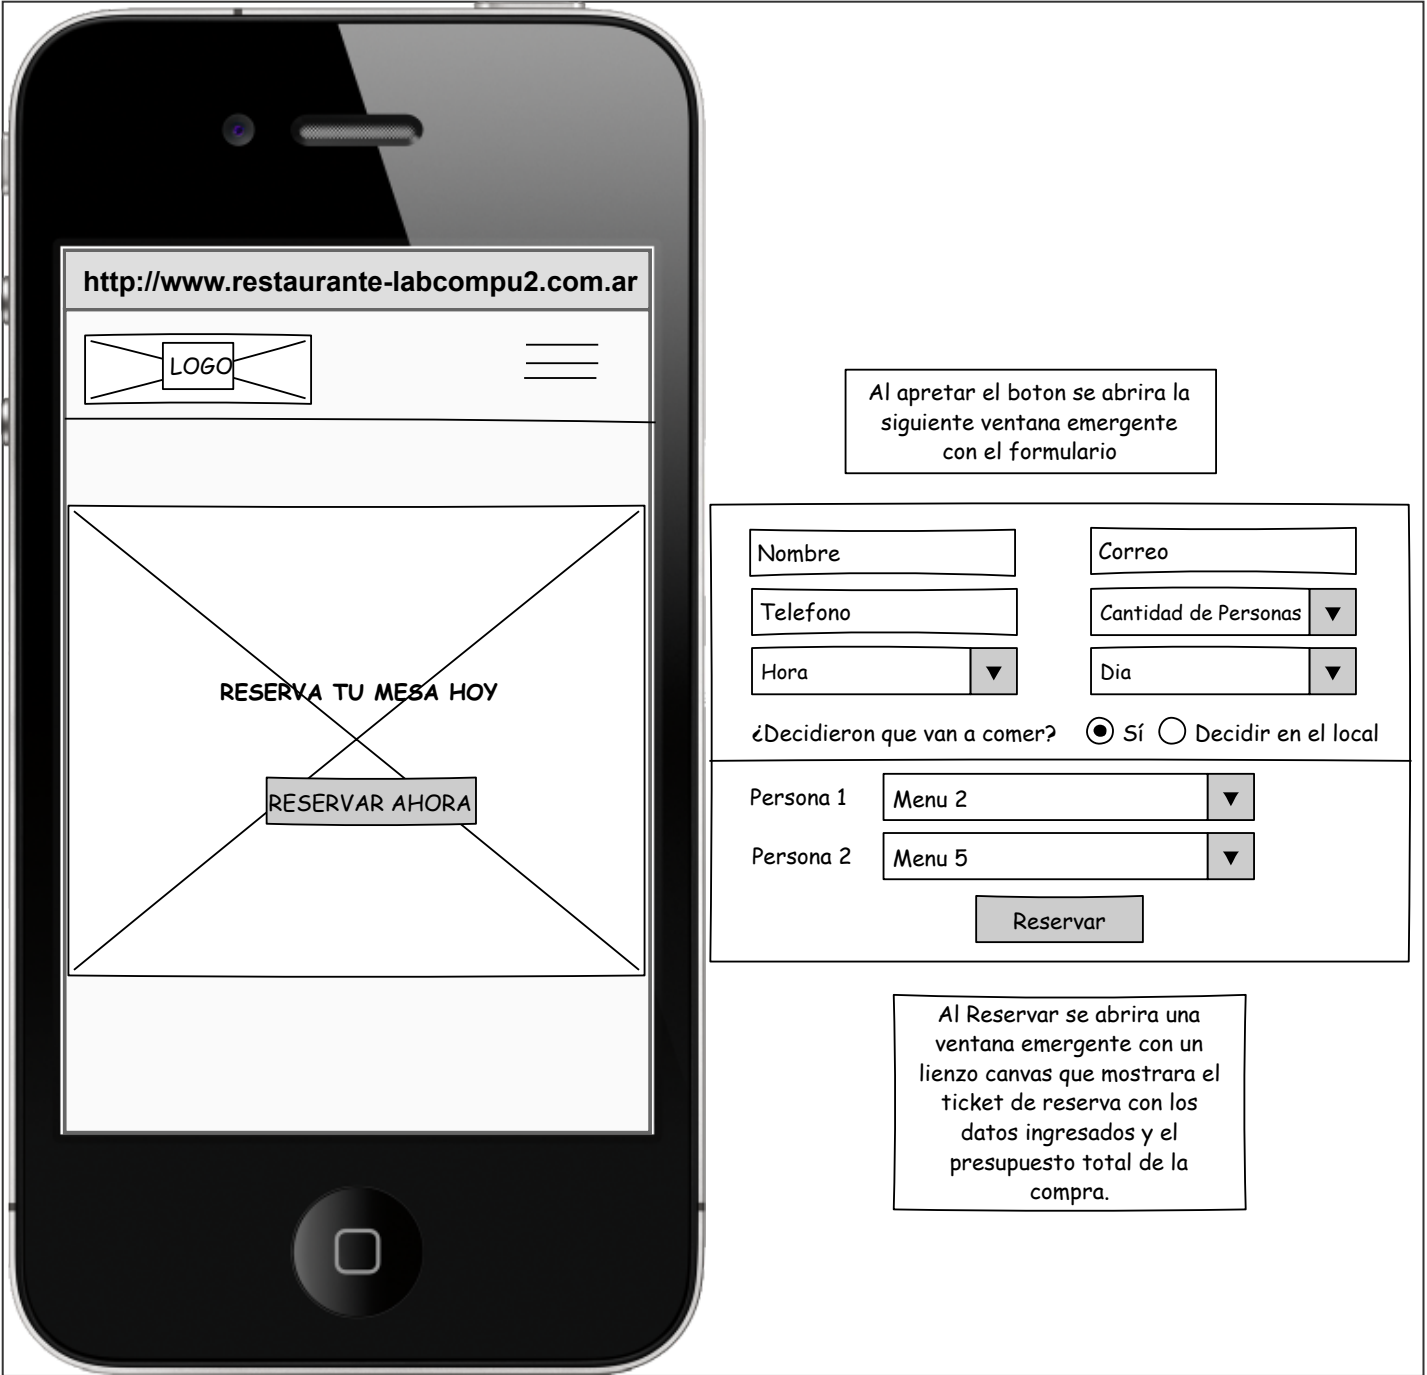 http://www.restaurante-labcompu2.com.ar
LOGO
RESERVA TU MESA HOY
RESERVAR AHORA
Al apretar el boton se abrira la
siguiente ventana emergente
con el formulario
Nombre
Correo
Telefono
Cantidad de Personas
Hora
Dia
¿Decidieron que van a comer? Sí Decidir en el local
Persona 1 Menu 2
Persona 2 Menu 5
Reservar
Al Reservar se abrira una
ventana emergente con un
lienzo canvas que mostrara el
ticket de reserva con los
datos ingresados y el
presupuesto total de la
compra.